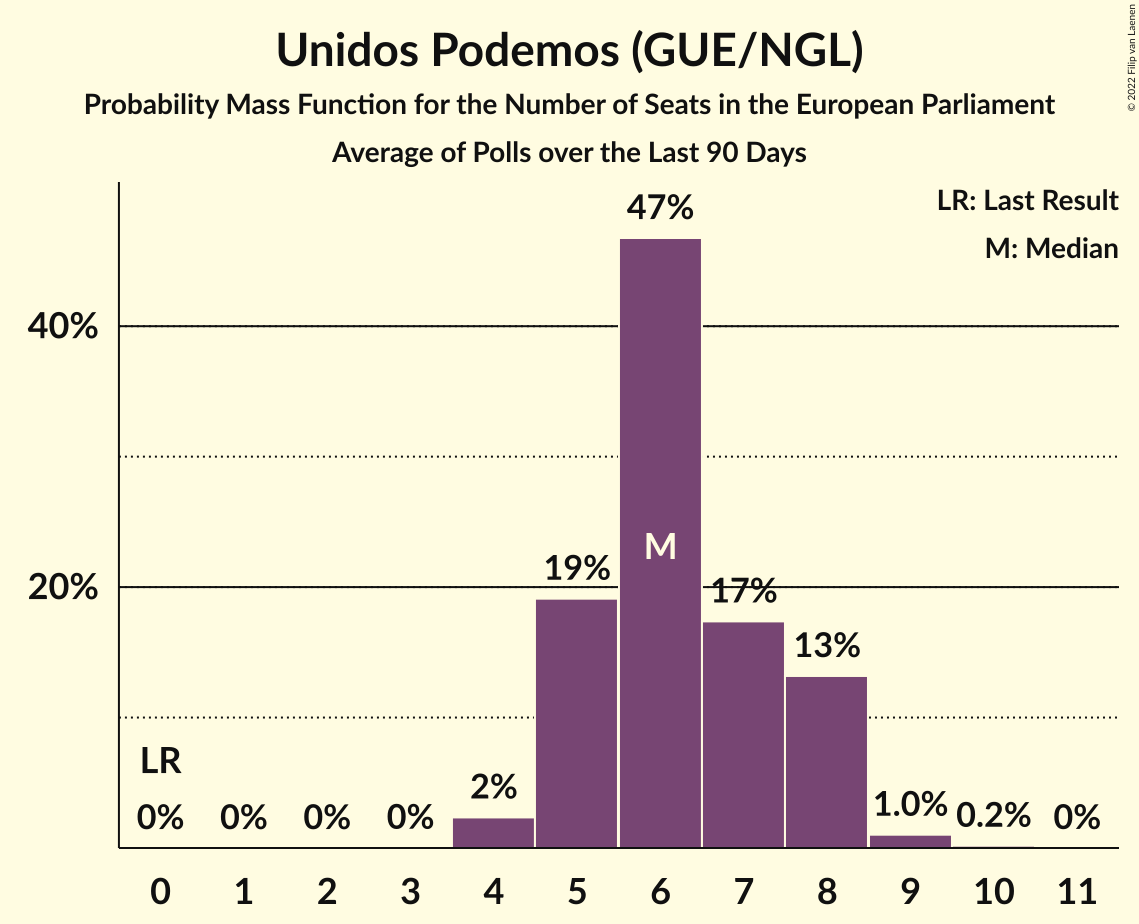 Unidos Podemos (GUE/NGL)
Probability Mass Function for the Number of Seats in the European Parliament
Average of Polls over the Last 90 Days
© 2022 Filip van Laenen
LR: Last Result
M: Median
47%
40%
M
19%
20%
17%
13%
LR
2%
0% 0% 0% 0% 1.0% 0.2% 0%
0 1 2 3 4 5 6 7 8 9 10 11